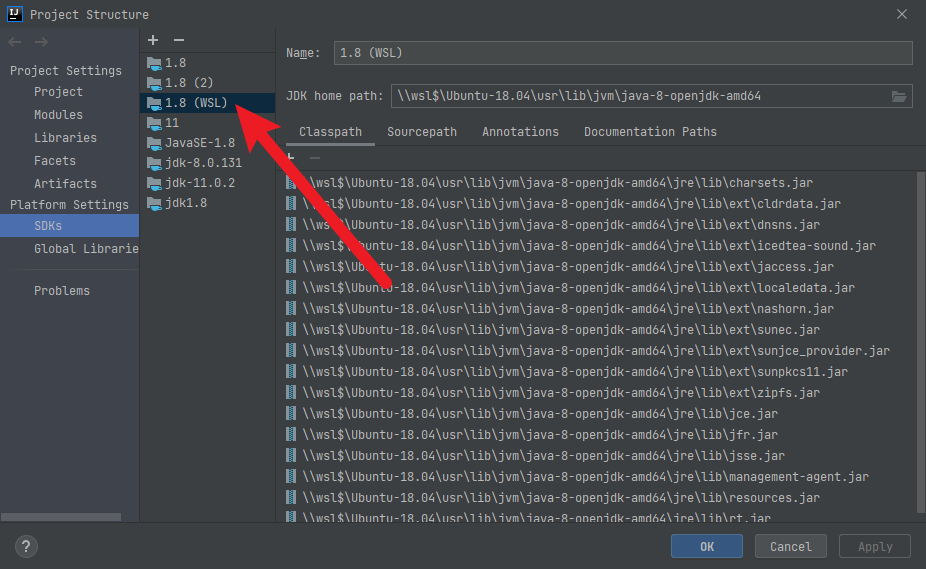 IJ Project Structure
Project Settings
Project
Modules
Libraries
Facets
Artifacts
Platform Settings
SDKs
Global Librarie
Problems
1.8
1.8 (2)
1.8 (WSL)
11
JavaSE-1.8
jdk-8.0.131
jdk-11.0.2
jdk1.8
Name: 1.8 (WSL)
JDK home path: \\wsl$\Ubuntu-18.04\usr\lib\jvm\java-8-openjdk-amd64
Classpath Sourcepath Annotations Documentation Paths
\\wsl$\Ubuntu-18.04\usr\lib\jvm\java-8-openjdk-amd64\jre\lib\charsets.jar
\\wsl$\Ubuntu-18.04\usr\lib\jvm\java-8-openjdk-amd64\jre\lib\ext\cldrdata.jar
\\wsl$\Ubuntu-18.04\usr\lib\jvm\java-8-openjdk-amd64\jre\lib\ext\dnsns.jar
\\wsl$\Ubuntu-18.04\usr\lib\jvm\java-8-openjdk-amd64\jre\lib\ext\icedtea-sound.jar
\\wsl$\Ubuntu-18.04\usr\lib\jvm\java-8-openjdk-amd64\jre\lib\ext\jaccess.jar
\\wsl$\Ubuntu-18.04\usr\lib\jvm\java-8-openjdk-amd64\jre\lib\ext\localedata.jar
\\wsl$\Ubuntu-18.04\usr\lib\jvm\java-8-openjdk-amd64\jre\lib\ext\nashorn.jar
\\wsl$\Ubuntu-18.04\usr\lib\jvm\java-8-openjdk-amd64\jre\lib\ext\sunec.jar
\\wsl$\Ubuntu-18.04\usr\lib\jvm\java-8-openjdk-amd64\jre\lib\ext\sunjce_provider.jar
\\wsl$\Ubuntu-18.04\usr\lib\jvm\java-8-openjdk-amd64\jre\lib\ext\sunpkcs11.jar
\\wsl$\Ubuntu-18.04\usr\lib\jvm\java-8-openjdk-amd64\jre\lib\ext\zipfs.jar
\\wsl$\Ubuntu-18.04\usr\lib\jvm\java-8-openjdk-amd64\jre\lib\jce.jar
\\wsl$\Ubuntu-18.04\usr\lib\jvm\java-8-openjdk-amd64\jre\lib\jfr.jar
\\wsl$\Ubuntu-18.04\usr\lib\jvm\java-8-openjdk-amd64\jre\lib\jsse.jar
\\wsl$\Ubuntu-18.04\usr\lib\jvm\java-8-openjdk-amd64\jre\lib\management-agent.jar
\\wsl$\Ubuntu-18.04\usr\lib\jvm\java-8-openjdk-amd64\jre\lib\resources.jar
\\wsl$\Ubuntu-18.04\usr\lib\jvm\java-8-openjdk-amd64\jre\lib\rt.jar
? OK Cancel Apply